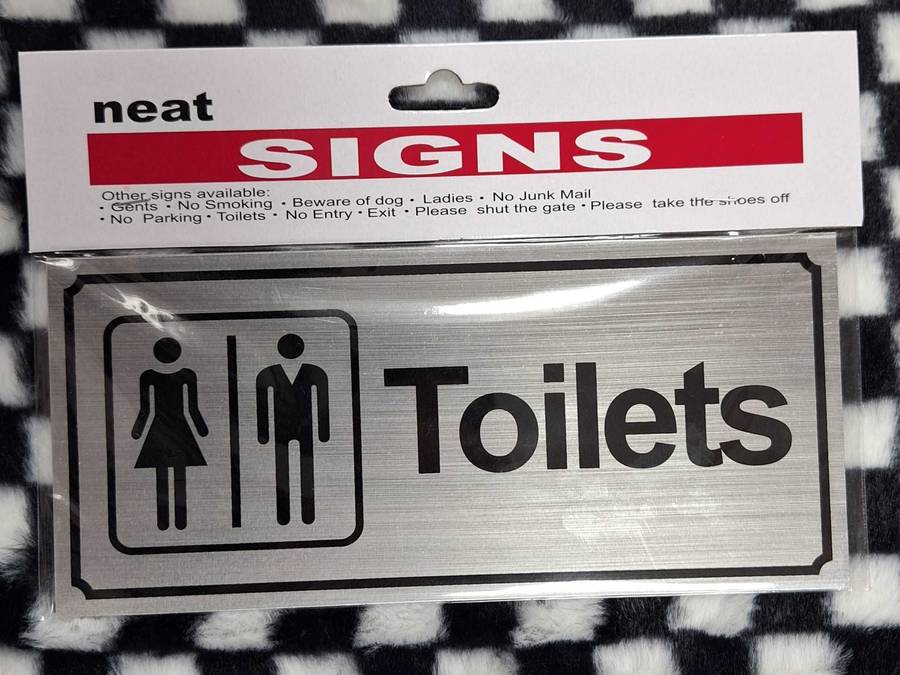 neat
SIGNS
Other signs available:
• Gents • No Smoking • Beware of dog • Ladies • No Junk Mail
• No Parking • Toilets • No Entry • Exit • Please shut the gate • Please take the shoes off
Toilets